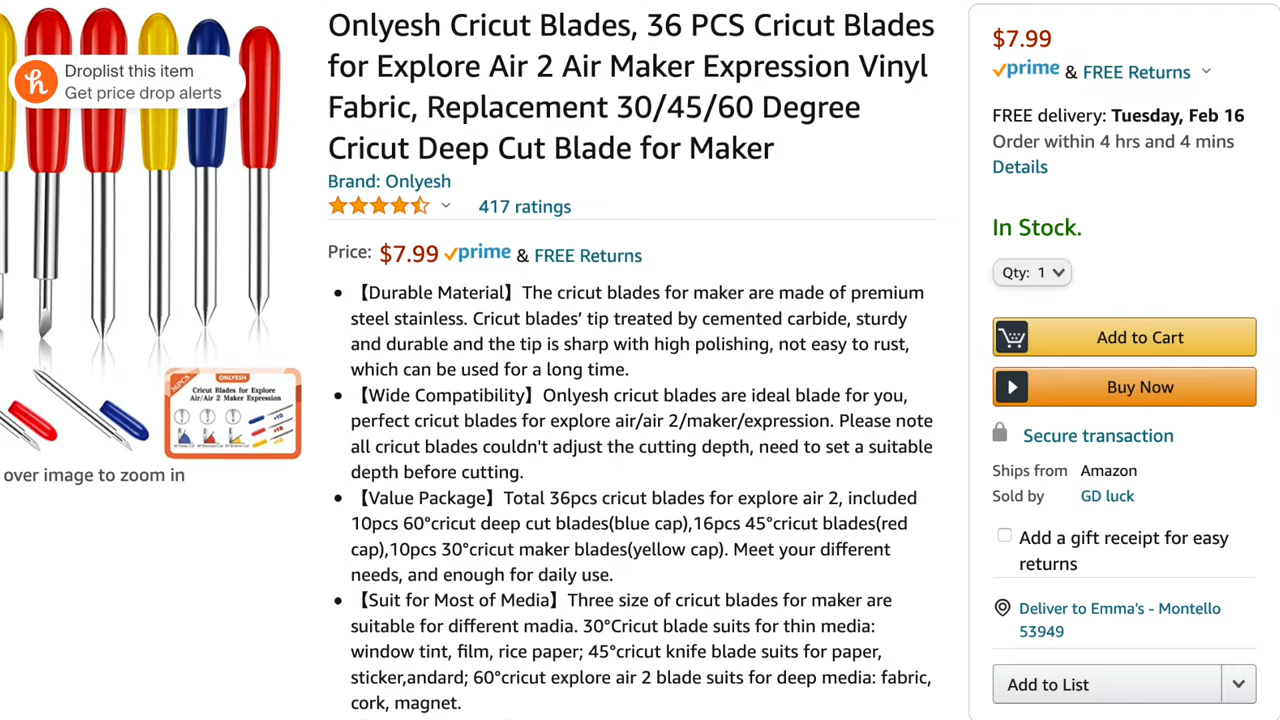 Droplist this item
Get price drop alerts
36PCS
ONLYESH
Cricut Blades for Explore
Air/Air 2 Maker Expression
over image to zoom in
Onlyesh Cricut Blades, 36 PCS Cricut Blades
for Explore Air 2 Air Maker Expression Vinyl
Fabric, Replacement 30/45/60 Degree
Cricut Deep Cut Blade for Maker
Brand: Onlyesh
417 ratings
Price: $7.99 prime & FREE Returns
• 【Durable Material】The cricut blades for maker are made of premium
steel stainless. Cricut blades’ tip treated by cemented carbide, sturdy
and durable and the tip is sharp with high polishing, not easy to rust,
which can be used for a long time.
• 【Wide Compatibility】Onlyesh cricut blades are ideal blade for you,
perfect cricut blades for explore air/air 2/maker/expression. Please note
all cricut blades couldn't adjust the cutting depth, need to set a suitable
depth before cutting.
• 【Value Package】Total 36pcs cricut blades for explore air 2, included
10pcs 60°cricut deep cut blades(blue cap),16pcs 45°cricut blades(red
cap),10pcs 30°cricut maker blades(yellow cap). Meet your different
needs, and enough for daily use.
• 【Suit for Most of Media】Three size of cricut blades for maker are
suitable for different madia. 30°Cricut blade suits for thin media:
window tint, film, rice paper; 45°cricut knife blade suits for paper,
sticker,andard; 60°cricut explore air 2 blade suits for deep media: fabric,
cork, magnet.
$7.99
prime & FREE Returns
FREE delivery: Tuesday, Feb 16
Order within 4 hrs and 4 mins
Details
In Stock.
Qty: 1
Add to Cart
Buy Now
Secure transaction
Ships from Amazon
Sold by GD luck
Add a gift receipt for easy
returns
Deliver to Emma's - Montello
53949
Add to List